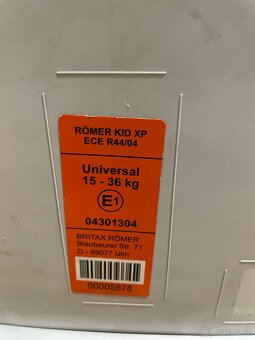 RÖMER KID XP
ECE R44/04
Universal
15 - 36 kg
E1
04301304
BRITAX RÖMER
Blaubeurer Str. 71
D - 89077 Ulm
00005878